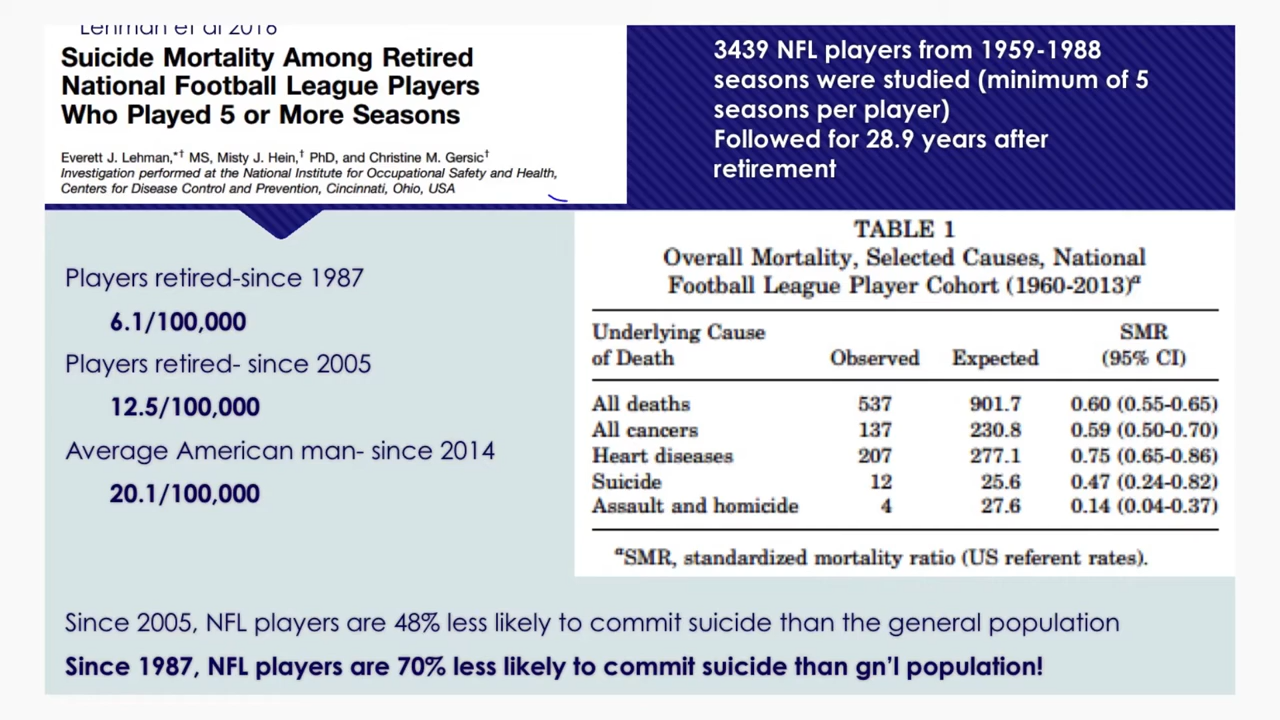 Lehman et al 2016
Suicide Mortality Among Retired
National Football League Players
Who Played 5 or More Seasons
Everett J. Lehman,*† MS, Misty J. Hein,† PhD, and Christine M. Gersic†
Investigation performed at the National Institute for Occupational Safety and Health,
Centers for Disease Control and Prevention, Cincinnati, Ohio, USA
3439 NFL players from 1959-1988
seasons were studied (minimum of 5
seasons per player)
Followed for 28.9 years after
retirement
Players retired-since 1987
6.1/100,000
Players retired- since 2005
12.5/100,000
Average American man- since 2014
20.1/100,000
TABLE 1
Overall Mortality, Selected Causes, National
Football League Player Cohort (1960-2013)ª
Underlying Cause SMR
of Death Observed Expected (95% CI)
All deaths 537 901.7 0.60 (0.55-0.65)
All cancers 137 230.8 0.59 (0.50-0.70)
Heart diseases 207 277.1 0.75 (0.65-0.86)
Suicide 12 25.6 0.47 (0.24-0.82)
Assault and homicide 4 27.6 0.14 (0.04-0.37)
ªSMR, standardized mortality ratio (US referent rates).
Since 2005, NFL players are 48% less likely to commit suicide than the general population
Since 1987, NFL players are 70% less likely to commit suicide than gn'l population!